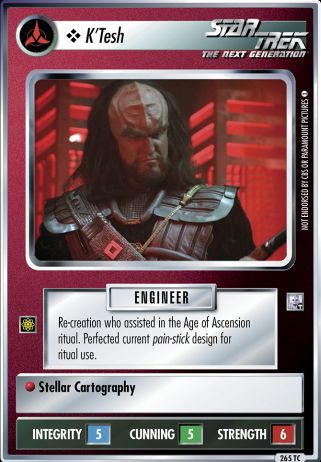 ❖ K'Tesh
STAR TREK
THE NEXT GENERATION
NOT ENDORSED BY CBS OR PARAMOUNT PICTURES
ENGINEER
Re-creation who assisted in the Age of Ascension
ritual. Perfected current pain-stick design for
ritual use.
Stellar Cartography
INTEGRITY 5 CUNNING 5 STRENGTH 6
265 TC